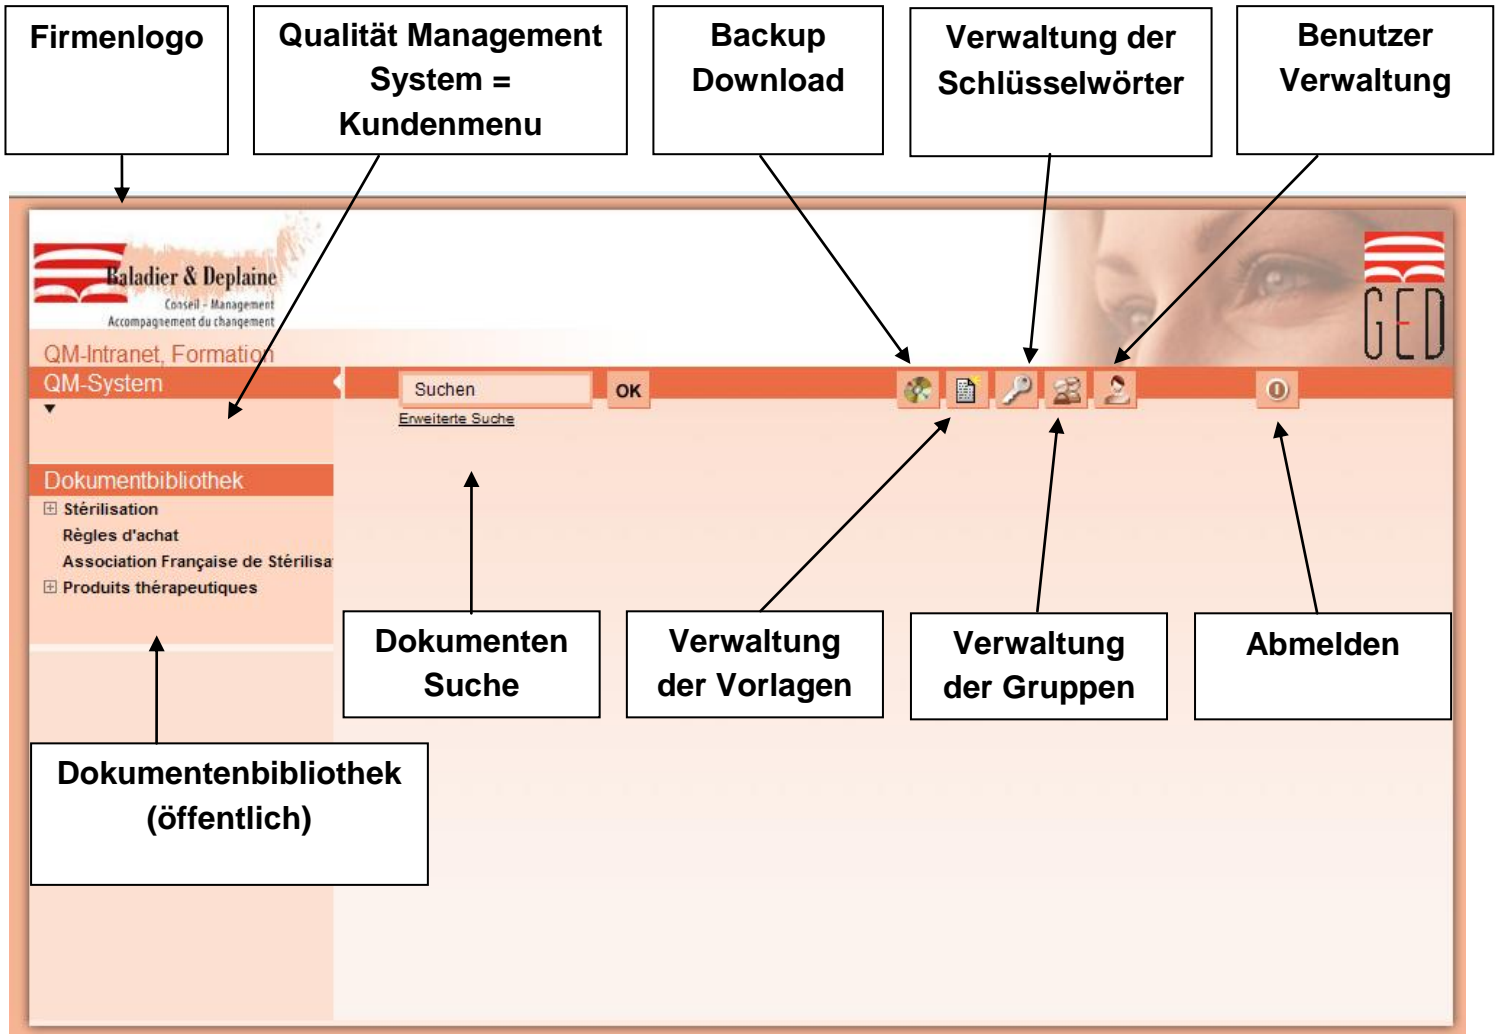 Firmenlogo
Qualität Management
System =
Kundenmenu
Backup
Download
Verwaltung der
Schlüsselwörter
Benutzer
Verwaltung
Baladier & Deplaine
Conseil - Management
Accompagnement du changement
GED
QM-Intranet, Formation
QM-System
Suchen
OK
Erweiterte Suche
Dokumentbibliothek
Stérilisation
Règles d'achat
Association Française de Stérilisa
Produits thérapeutiques
Dokumenten
Suche
Verwaltung
der Vorlagen
Verwaltung
der Gruppen
Abmelden
Dokumentenbibliothek
(öffentlich)